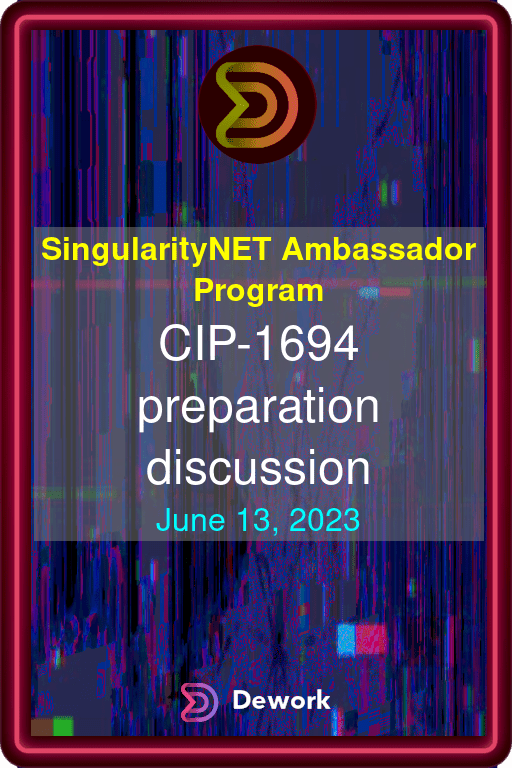 SingularityNET Ambassador
Program
CIP-1694
preparation
discussion
June 13, 2023
Dework